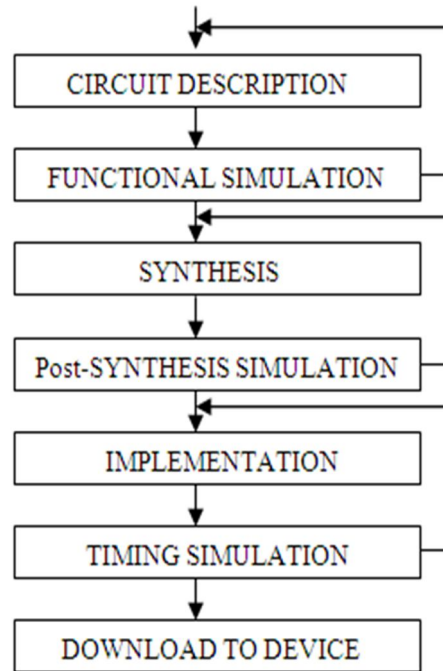 CIRCUIT DESCRIPTION
FUNCTIONAL SIMULATION
SYNTHESIS
Post-SYNTHESIS SIMULATION
IMPLEMENTATION
TIMING SIMULATION
DOWNLOAD TO DEVICE